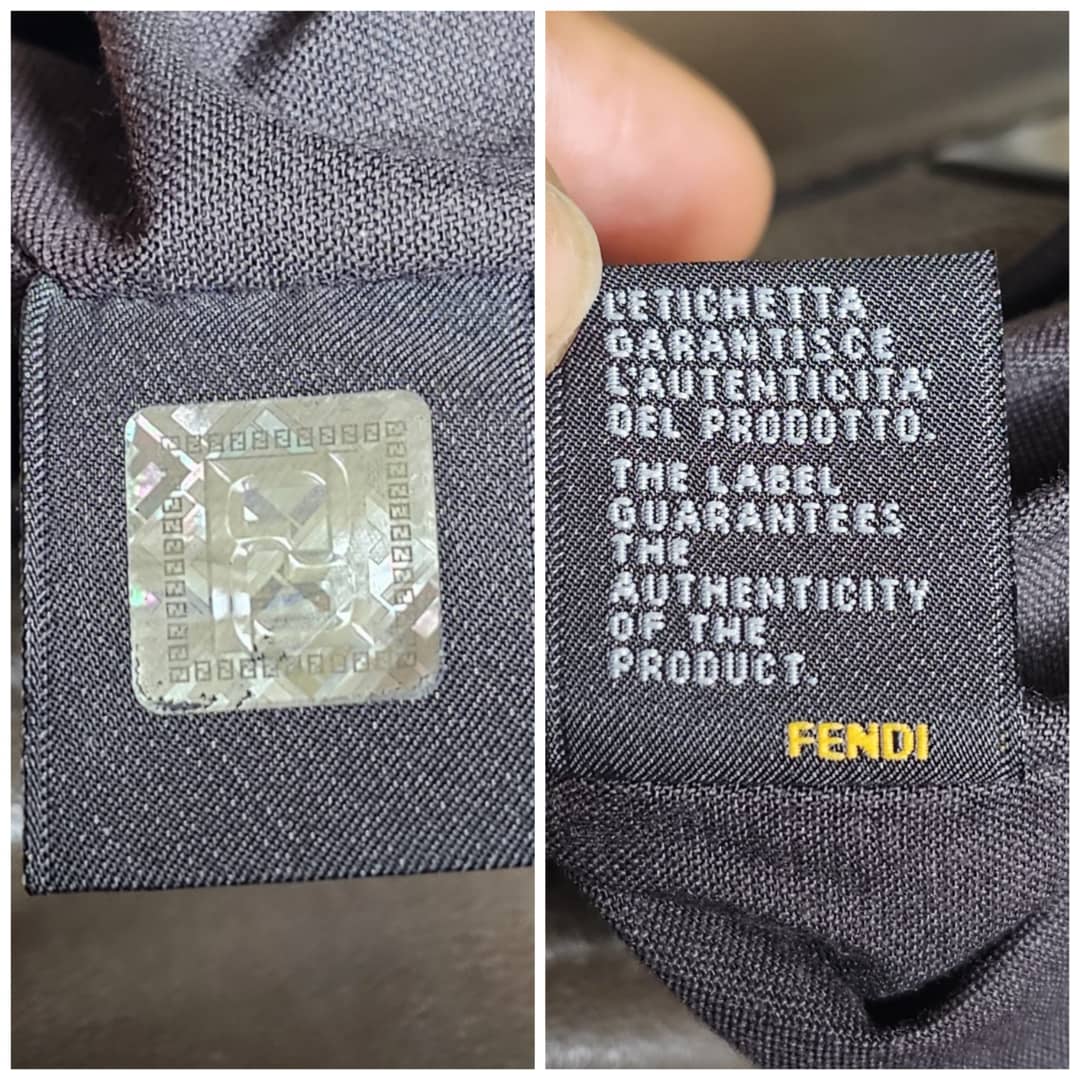 L'ETICHETTA
GARANTISCE
L'AUTENTICITA'
DEL PRODOTTO.
THE LABEL
GUARANTEES
THE
AUTHENTICITY
OF THE
PRODUCT.
FENDI